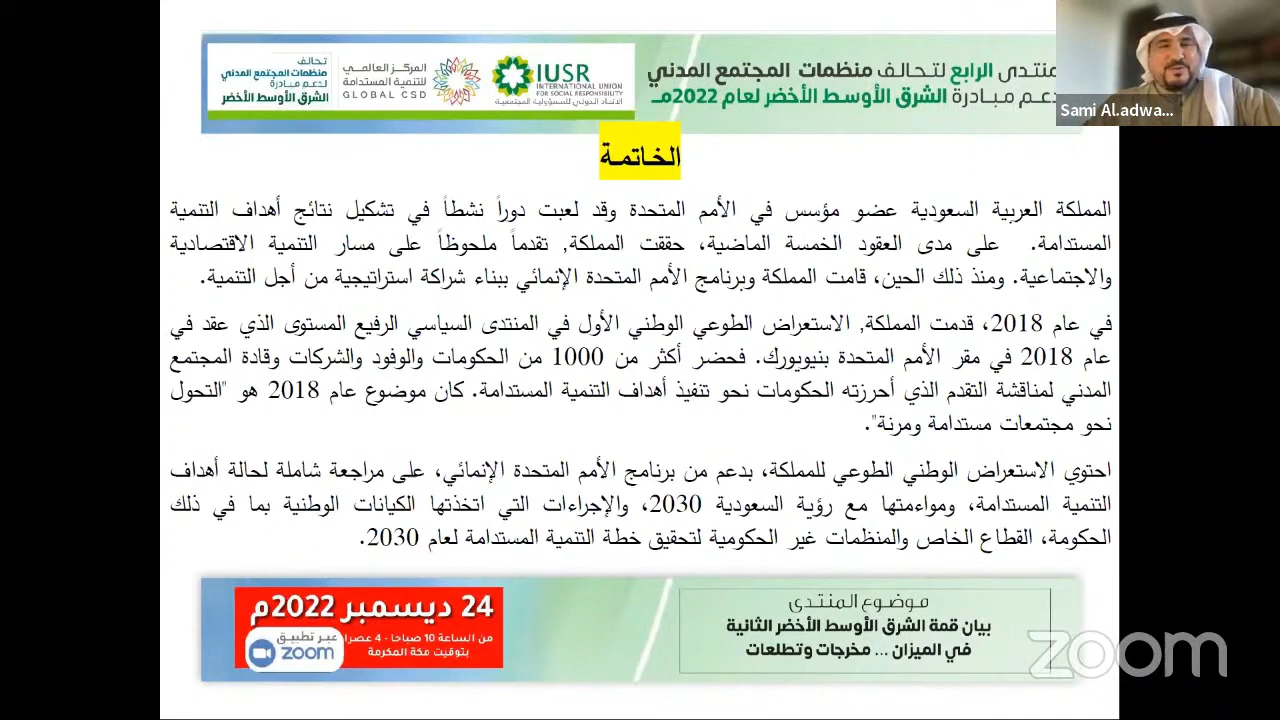 منتدى الرابع لتحالف منظمات المجتمع المدني
دعم مبادرة الشرق الأوسط الأخضر لعام 2022مـ
IUSR
INTERNATIONAL UNION
FOR SOCIAL RESPONSIBILITY
الاتحاد الدولي للمسؤولية المجتمعية
المركز العالمي
للتنمية المستدامة
GLOBAL CSD
تحالف
منظمات المجتمع المدني
لدعم مبادرة
الشرق الأوسط الأخضر
Sami Al.adwa...
الخاتمة
المملكة العربية السعودية عضو مؤسس في الأمم المتحدة وقد لعبت دوراً نشطاً في تشكيل نتائج أهداف التنمية
المستدامة. على مدى العقود الخمسة الماضية، حققت المملكة, تقدماً ملحوظاً على مسار التنمية الاقتصادية
والاجتماعية. ومنذ ذلك الحين، قامت المملكة وبرنامج الأمم المتحدة الإنمائي ببناء شراكة استراتيجية من أجل التنمية.
في عام 2018، قدمت المملكة, الاستعراض الطوعي الوطني الأول في المنتدى السياسي الرفيع المستوى الذي عقد في
عام 2018 في مقر الأمم المتحدة بنيويورك. فحضر أكثر من 1000 من الحكومات والوفود والشركات وقادة المجتمع
المدني لمناقشة التقدم الذي أحرزته الحكومات نحو تنفيذ أهداف التنمية المستدامة. كان موضوع عام 2018 هو "التحول
نحو مجتمعات مستدامة ومرنة".
احتوي الاستعراض الوطني الطوعي للمملكة، بدعم من برنامج الأمم المتحدة الإنمائي، على مراجعة شاملة لحالة أهداف
التنمية المستدامة، ومواءمتها مع رؤية السعودية 2030، والإجراءات التي اتخذتها الكيانات الوطنية بما في ذلك
الحكومة، القطاع الخاص والمنظمات غير الحكومية لتحقيق خطة التنمية المستدامة لعام 2030.
موضوع المنتدى
بيان قمة الشرق الأوسط الأخضر الثانية
في الميزان ... مخرجات وتطلعات
24 ديسمبر 2022م
من الساعة 10 صباحا - 4 عصرا
بتوقيت مكة المكرمة
عبر تطبيق
zoom
zoom